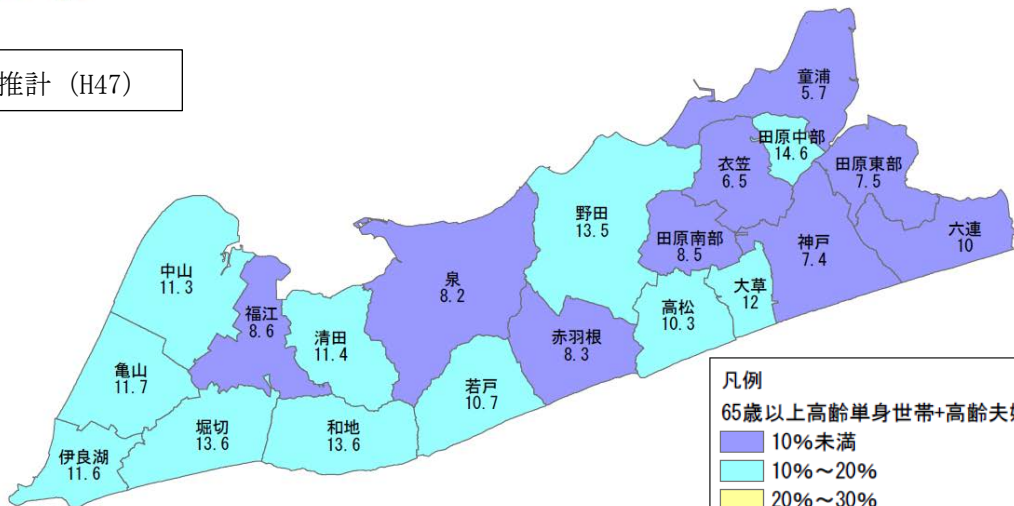 推計 (H47)
童浦
5.7
田原中部
14.6
衣笠
6.5
田原東部
7.5
野田
13.5
田原南部
8.5
神戸
7.4
六連
10
中山
11.3
泉
8.2
大草
12
福江
8.6
高松
10.3
清田
11.4
赤羽根
8.3
亀山
11.7
若戸
10.7
堀切
13.6
和地
13.6
伊良湖
11.6
凡例
65歳以上高齢単身世帯+高齢夫
10%未満
10%～20%
20%～30%